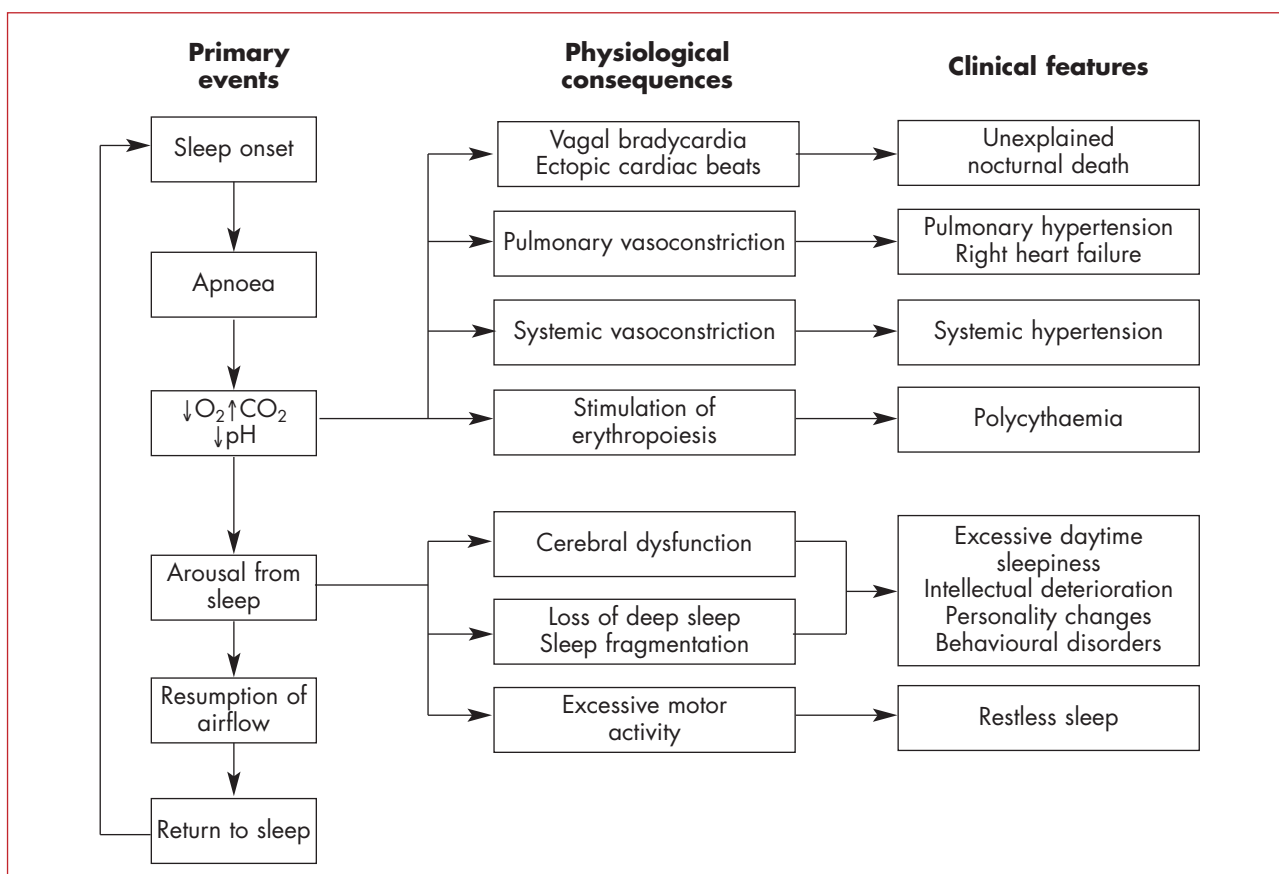 Primary
events
Physiological
consequences
Clinical features
Sleep onset
Apnoea
↓O₂↑CO₂
↓pH
Arousal from
sleep
Resumption of
airflow
Return to sleep
Vagal bradycardia
Ectopic cardiac beats
Pulmonary vasoconstriction
Systemic vasoconstriction
Stimulation of
erythropoiesis
Cerebral dysfunction
Loss of deep sleep
Sleep fragmentation
Excessive motor
activity
Unexplained
nocturnal death
Pulmonary hypertension
Right heart failure
Systemic hypertension
Polycythaemia
Excessive daytime
sleepiness
Intellectual deterioration
Personality changes
Behavioural disorders
Restless sleep